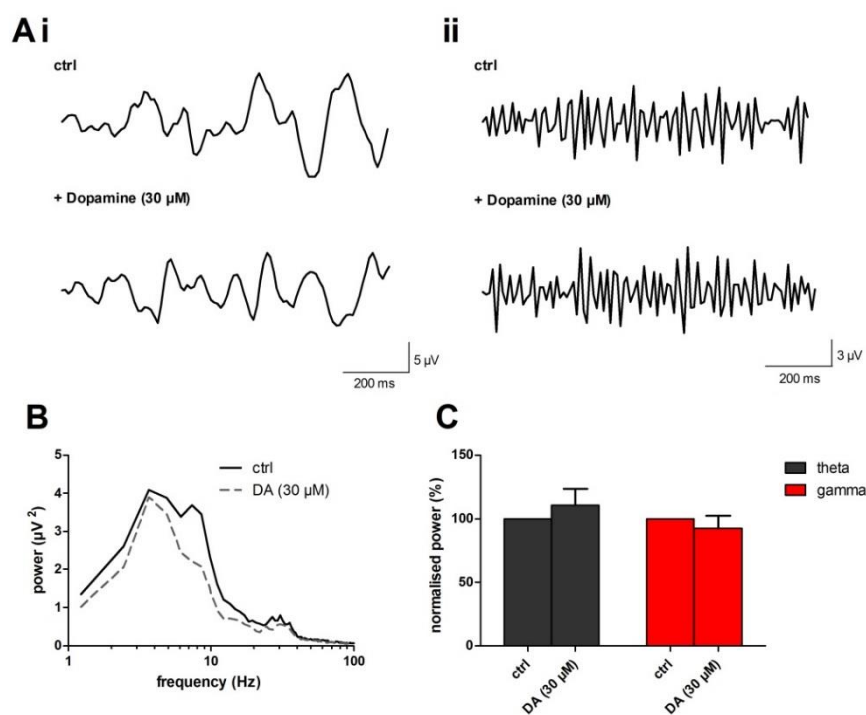 A i
ii
ctrl
ctrl
+ Dopamine (30 µM)
+ Dopamine (30 µM)
5 µV
200 ms
3 µV
200 ms
B
C
5
4
3
2
1
0
power (µV ²)
1
10
100
frequency (Hz)
ctrl
DA (30 µM)
150
100
50
0
normalised power (%)
ctrl
DA (30 µM)
ctrl
DA (30 µM)
theta
gamma